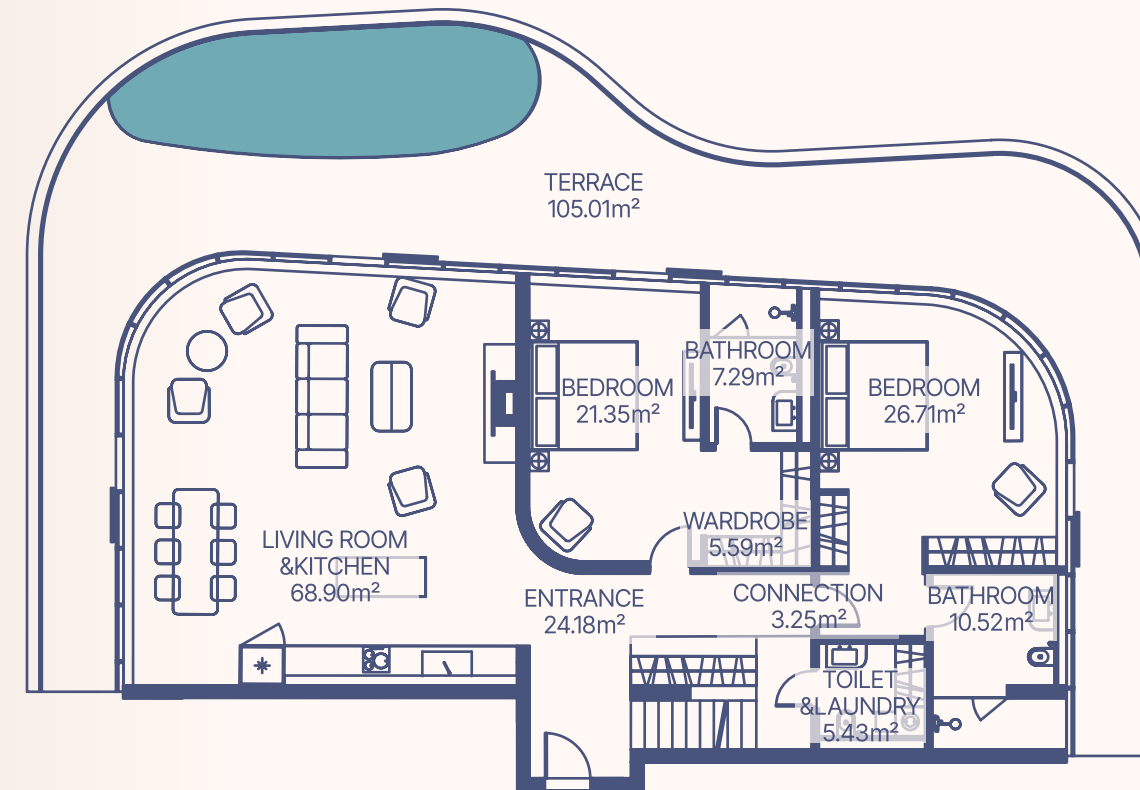 TERRACE
105.01m²
BATHROOM
7.29m²
BEDROOM
21.35m²
BEDROOM
26.71m²
WARDROBE
5.59m²
LIVING ROOM
&KITCHEN
68.90m²
ENTRANCE
24.18m²
CONNECTION
3.25m²
BATHROOM
10.52m²
TOILET
&LAUNDRY
5.43m²